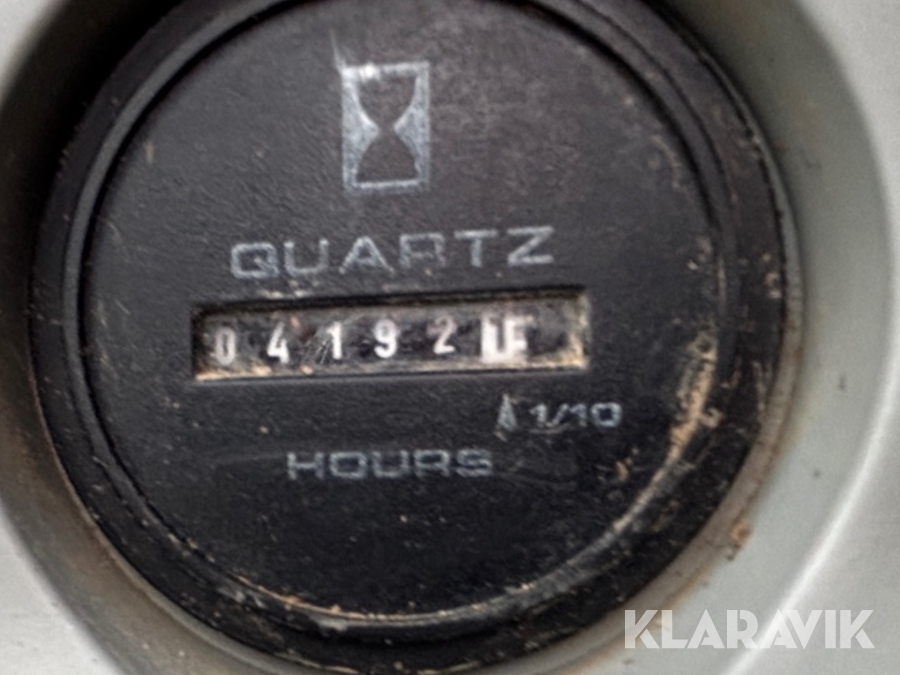 QUARTZ
04192
1/10
HOURS
KLARAVIK